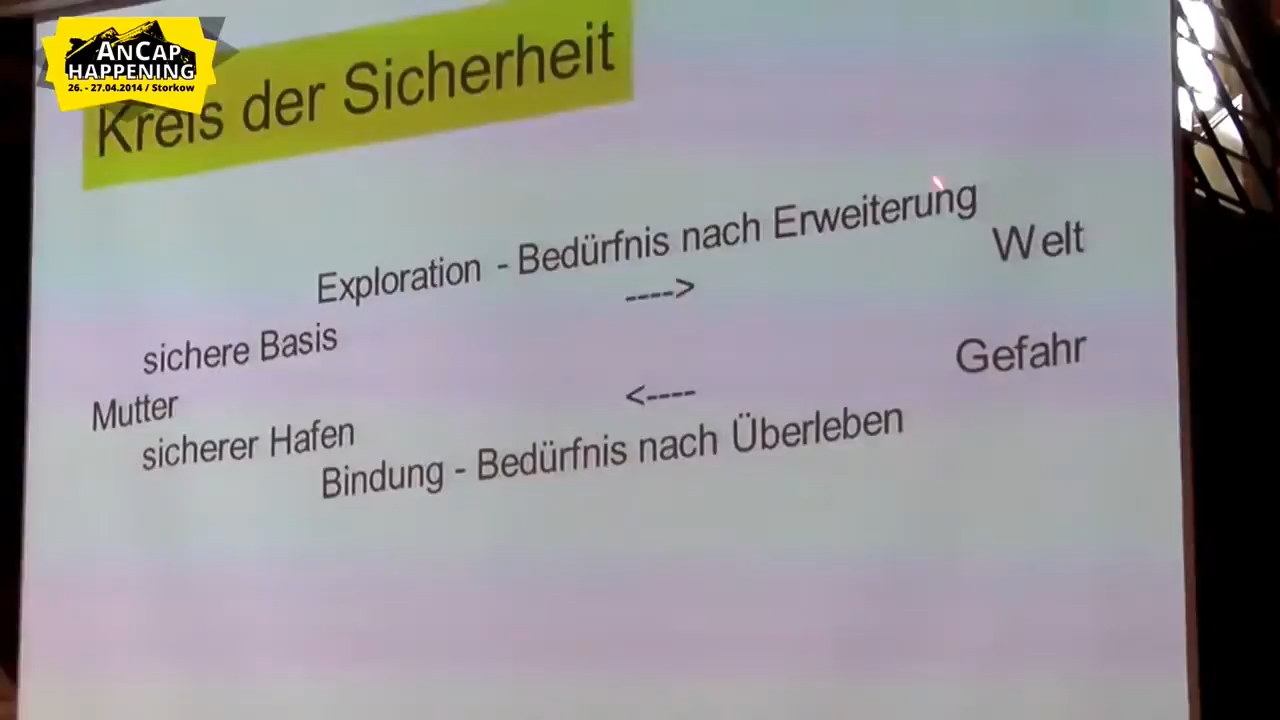 ANCAP
HAPPENING
26. - 27.04.2014 / Storkow
Kreis der Sicherheit
Exploration - Bedürfnis nach Erweiterung
Welt
---->
sichere Basis
Gefahr
Mutter
<----
sicherer Hafen
Bindung - Bedürfnis nach Überleben